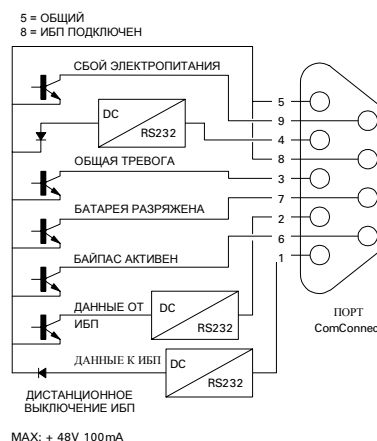 5 = ОБЩИЙ
8 = ИБП ПОДКЛЮЧЕН
СБОЙ ЭЛЕКТРОПИТАНИЯ
5
9
DC
RS232
4
8
ОБЩАЯ ТРЕВОГА
3
7
БАТАРЕЯ РАЗРЯЖЕНА
2
6
БАЙПАС АКТИВЕН
1
ДАННЫЕ ОТ
ИБП
DC
RS232
ПОРТ
ComConnect
ДАННЫЕ К ИБП
DC
RS232
ДИСТАНЦИОННОЕ
ВЫКЛЮЧЕНИЕ ИБП
MAX: + 48V 100mA